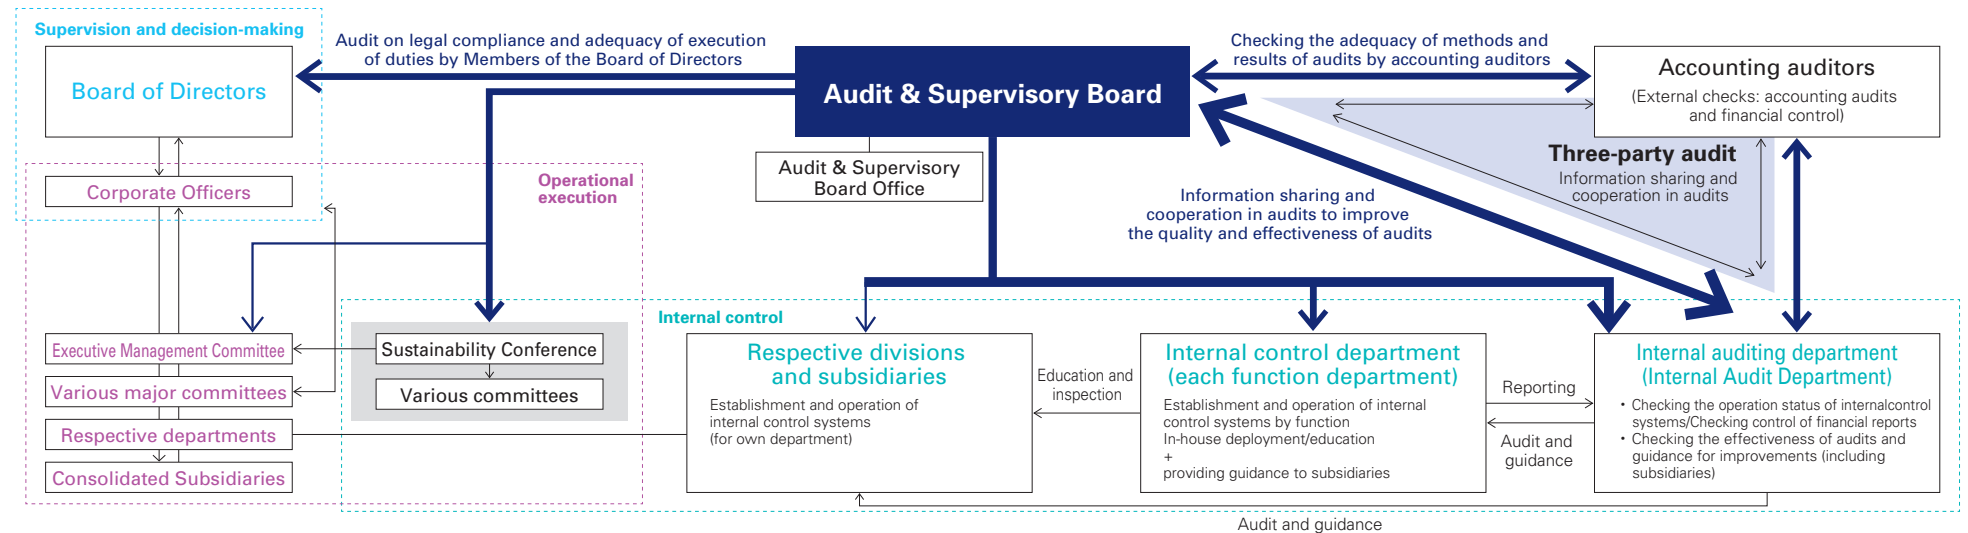 Supervision and decision-making
Board of Directors
Corporate Officers
Operational
execution
Executive Management Committee
Various major committees
Respective departments
Consolidated Subsidiaries
Audit on legal compliance and adequacy of execution
of duties by Members of the Board of Directors
Audit & Supervisory Board
Audit & Supervisory
Board Office
Checking the adequacy of methods and
results of audits by accounting auditors
Accounting auditors
(External checks: accounting audits
and financial control)
Three-party audit
Information sharing and
cooperation in audits
Information sharing and
cooperation in audits to improve
the quality and effectiveness of audits
Sustainability Conference
Various committees
Internal control
Respective divisions
and subsidiaries
Establishment and operation of
internal control systems
(for own department)
Education and
inspection
Internal control department
(each function department)
Establishment and operation of internal
control systems by function
In-house deployment/education
+
providing guidance to subsidiaries
Reporting
Audit and
guidance
Internal auditing department
(Internal Audit Department)
• Checking the operation status of internalcontrol
systems/Checking control of financial reports
• Checking the effectiveness of audits and
guidance for improvements (including
subsidiaries)
Audit and guidance